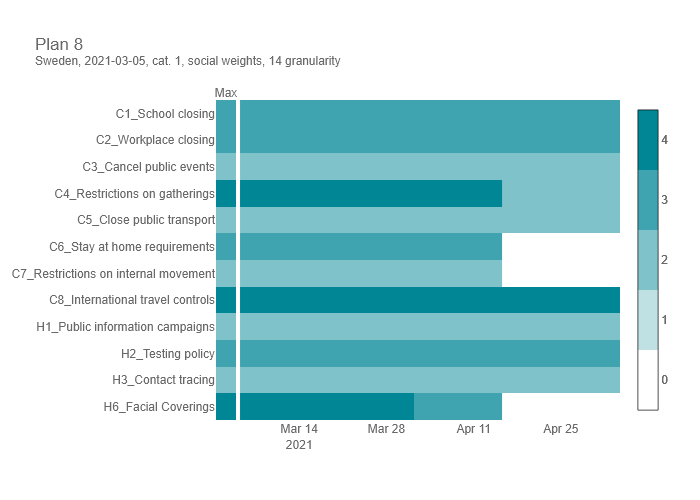 Plan 8
Sweden, 2021-03-05, cat. 1, social weights, 14 granularity
Max
C1_School closing
C2_Workplace closing
C3_Cancel public events
C4_Restrictions on gatherings
C5_Close public transport
C6_Stay at home requirements
C7_Restrictions on internal movement
C8_International travel controls
H1_Public information campaigns
H2_Testing policy
H3_Contact tracing
H6_Facial Coverings
Mar 14 Mar 28 Apr 11 Apr 25
2021
4
3
2
1
0